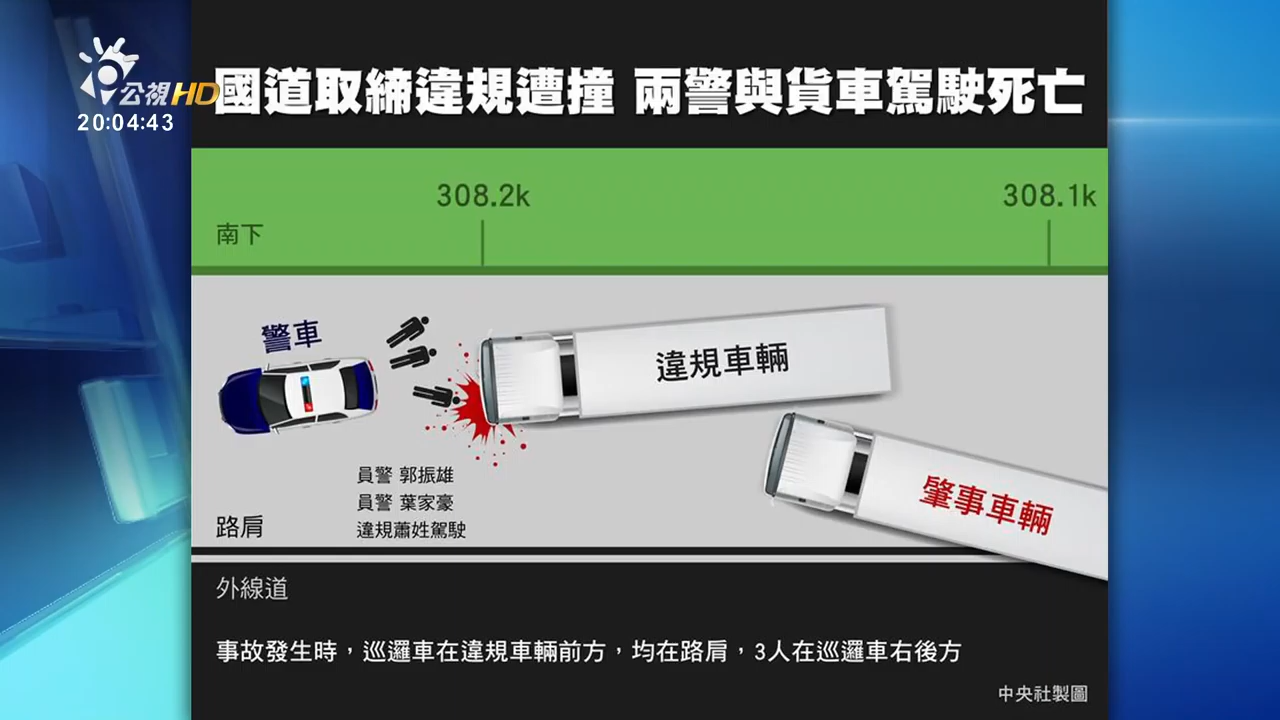 公視HD
20:04:43
國道取締違規遭撞 兩警與貨車駕駛死亡
308.2k
308.1k
南下
警車
違規車輛
肇事車輛
員警 郭振雄
員警 葉家豪
違規蕭姓駕駛
路肩
外線道
事故發生時，巡邏車在違規車輛前方，均在路肩，3人在巡邏車右後方
中央社製圖